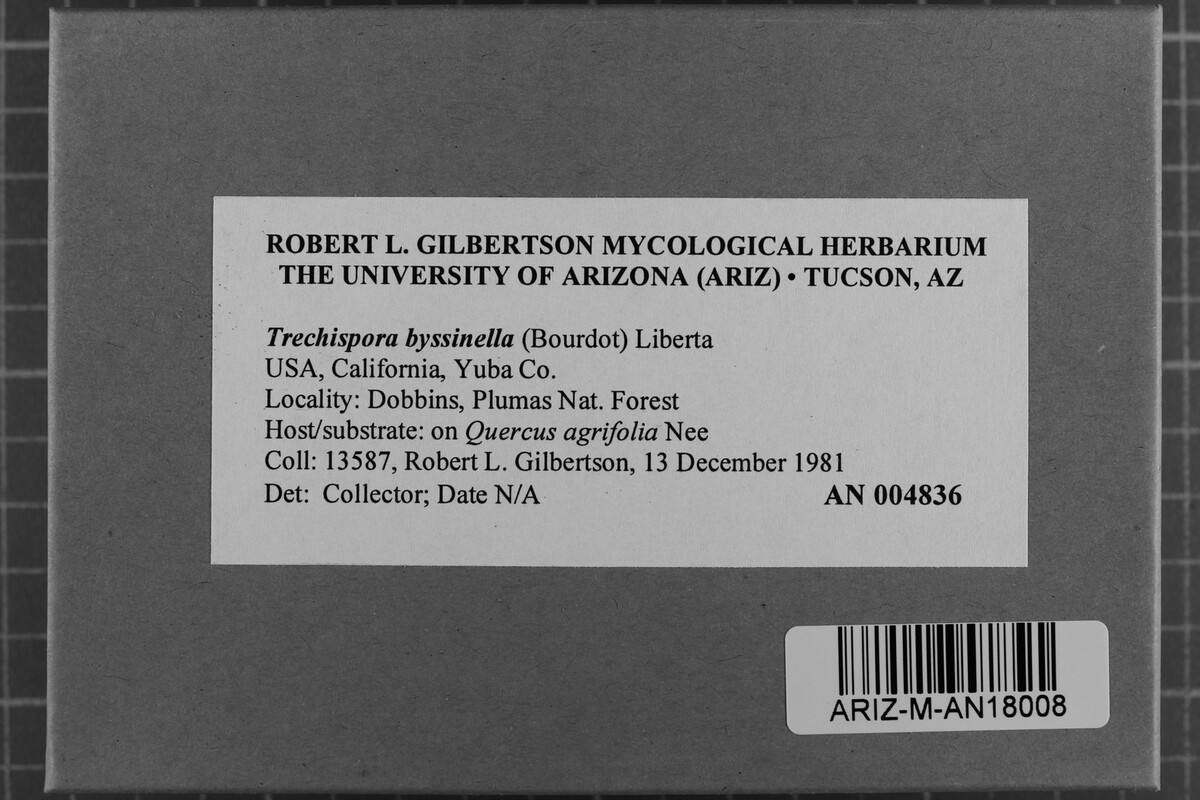 ROBERT L. GILBERTSON MYCOLOGICAL HERBARIUM
THE UNIVERSITY OF ARIZONA (ARIZ) • TUCSON, AZ
Trechispora byssinella (Bourdot) Liberta
USA, California, Yuba Co.
Locality: Dobbins, Plumas Nat. Forest
Host/substrate: on Quercus agrifolia Nee
Coll: 13587, Robert L. Gilbertson, 13 December 1981
Det: Collector; Date N/A AN 004836
ARIZ-M-AN18008